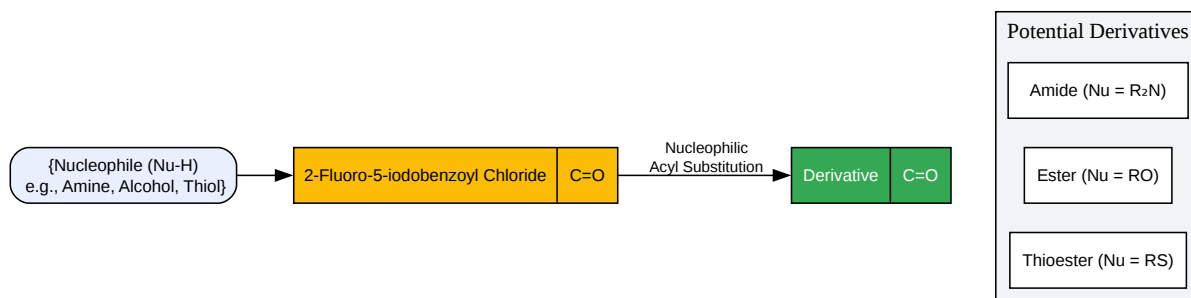 {Nucleophile (Nu-H)
e.g., Amine, Alcohol, Thiol}
2-Fluoro-5-iodobenzoyl Chloride
C=O
Nucleophilic
Acyl Substitution
Derivative
C=O
Potential Derivatives
Amide (Nu = R₂N)
Ester (Nu = RO)
Thioester (Nu = RS)